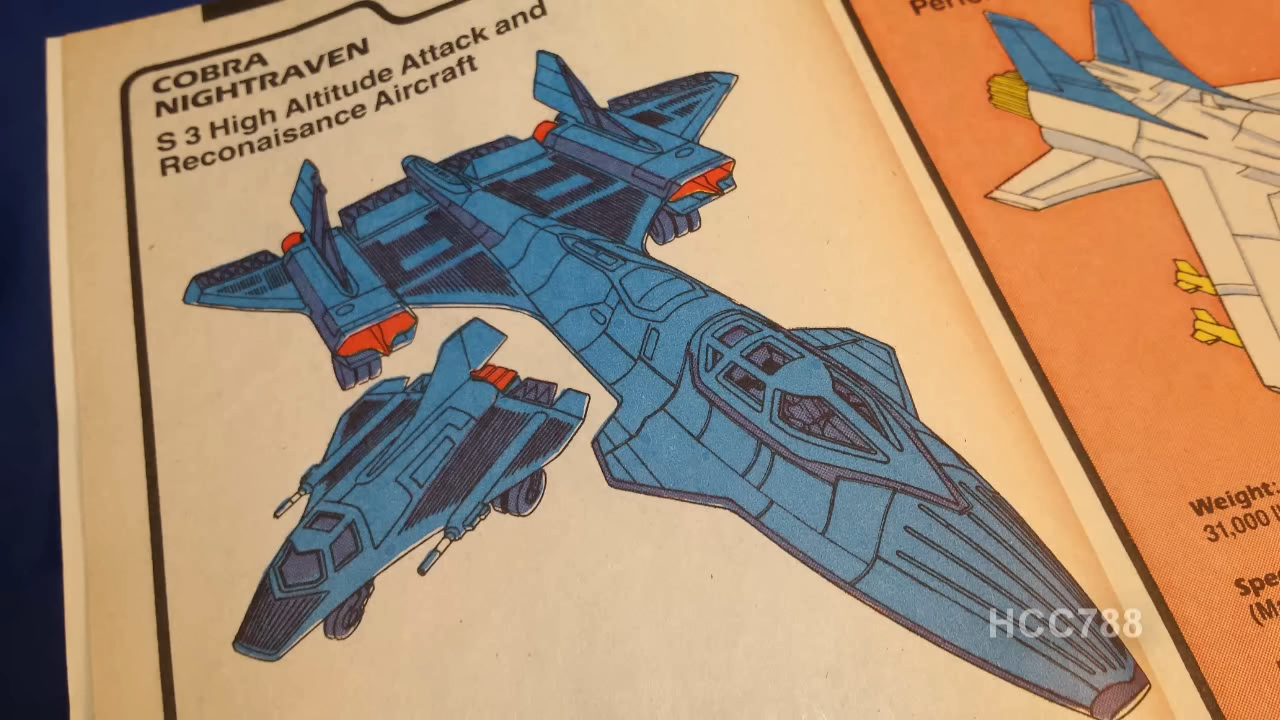 COBRA
NIGHTRAVEN
S 3 High Altitude Attack and
Reconaisance Aircraft
Weight:
31,000
HCC788